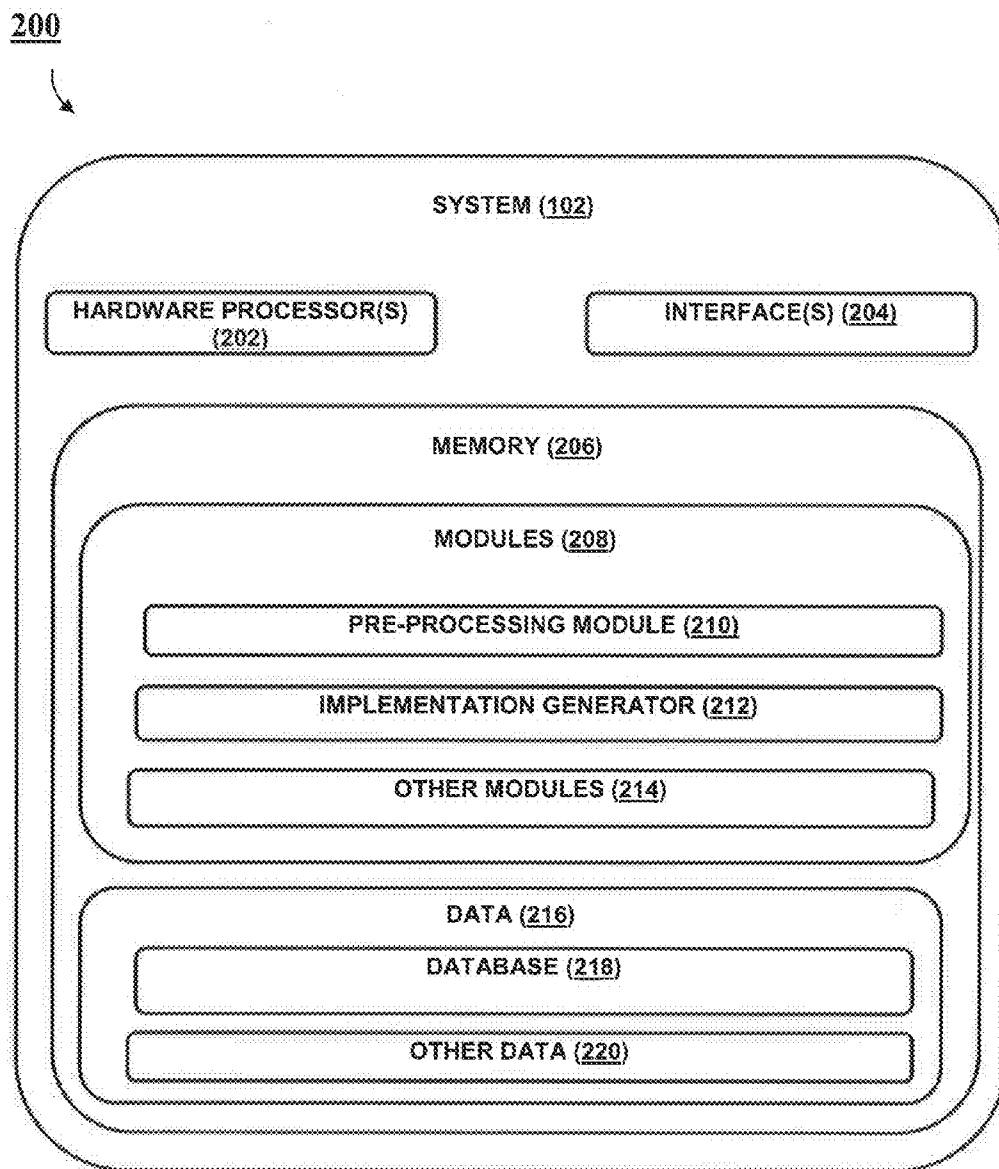 200
SYSTEM (102)
HARDWARE PROCESSOR(S)
(202)
INTERFACE(S) (204)
MEMORY (206)
MODULES (208)
PRE-PROCESSING MODULE (210)
IMPLEMENTATION GENERATOR (212)
OTHER MODULES (214)
DATA (216)
DATABASE (218)
OTHER DATA (220)